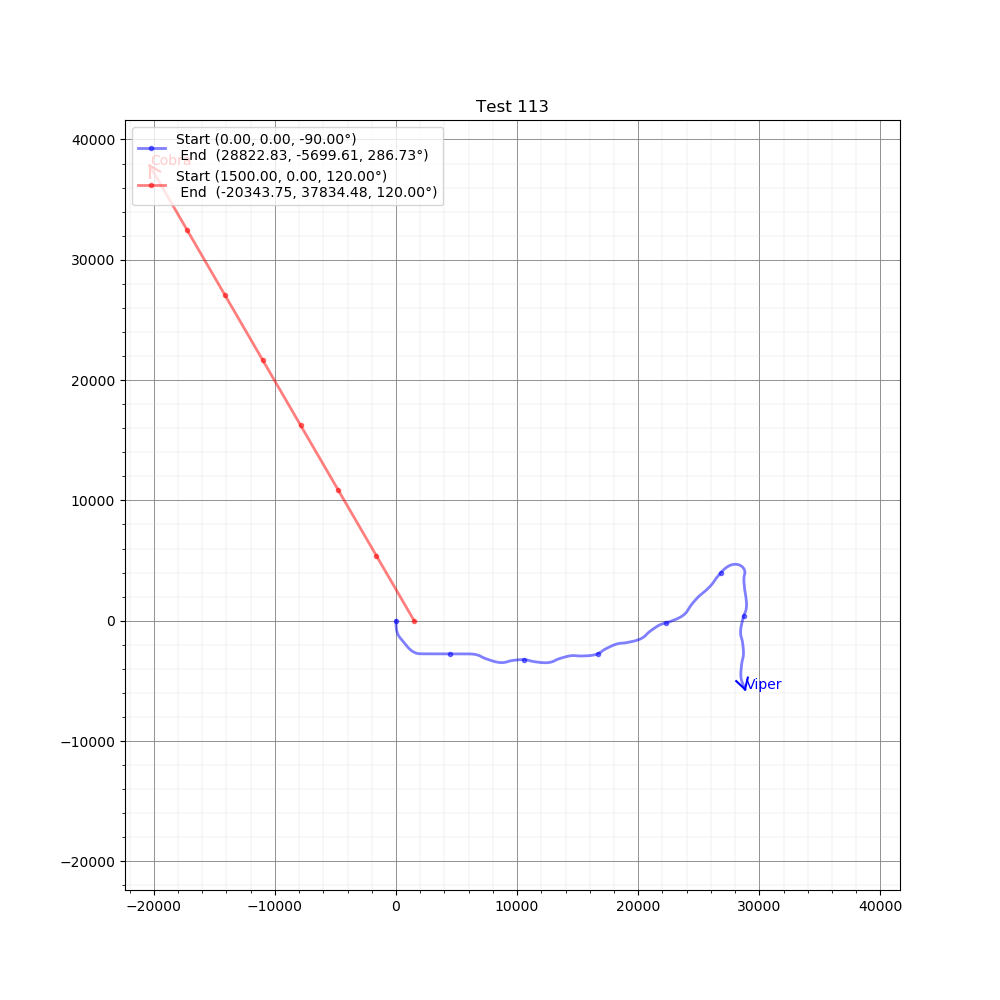 Test 113
Start (0.00, 0.00, -90.00°)
End (28822.83, -5699.61, 286.73°)
Start (1500.00, 0.00, 120.00°)
End (-20343.75, 37834.48, 120.00°)
Cobra
Viper
40000
30000
20000
10000
0
−10000
−20000
−20000 −10000 0 10000 20000 30000 40000